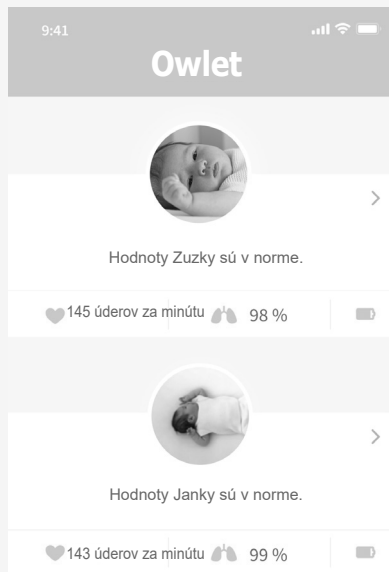 9:41
Owlet
Hodnoty Zuzky sú v norme.
145 úderov za minútu 98 %
Hodnoty Janky sú v norme.
143 úderov za minútu 99 %